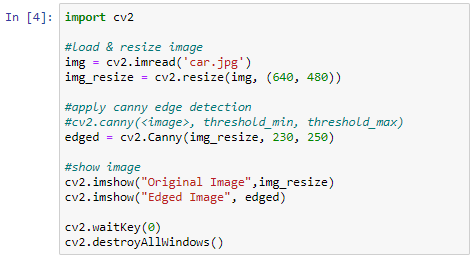 In [4]: import cv2
#load & resize image
img = cv2.imread('car.jpg')
img_resize = cv2.resize(img, (640, 480))
#apply canny edge detection
#cv2.canny(<image>, threshold_min, threshold_max)
edged = cv2.Canny(img_resize, 230, 250)
#show image
cv2.imshow("Original Image",img_resize)
cv2.imshow("Edged Image", edged)
cv2.waitKey(0)
cv2.destroyAllWindows()